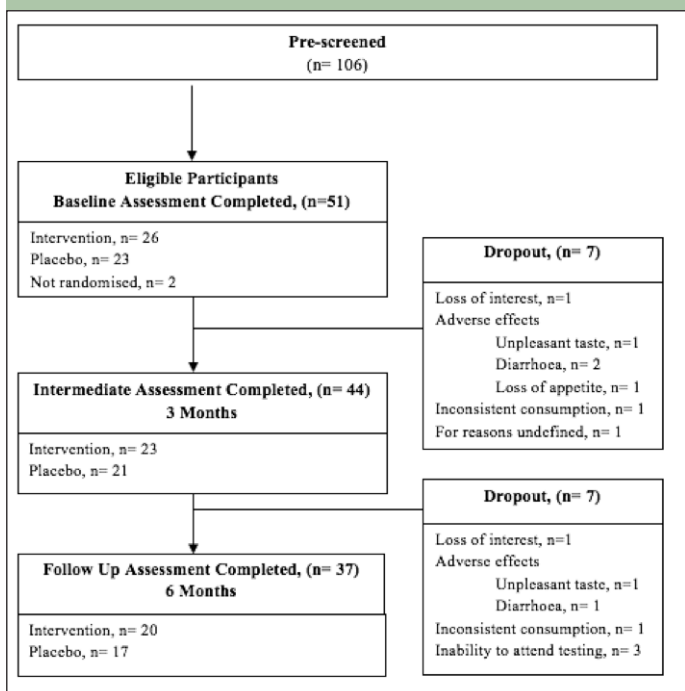 Pre-screened
(n= 106)
Eligible Participants
Baseline Assessment Completed, (n=51)
Intervention, n= 26
Placebo, n= 23
Not randomised, n= 2
Dropout, (n= 7)
Loss of interest, n=1
Adverse effects
Unpleasant taste, n=1
Diarrhoea, n= 2
Loss of appetite, n= 1
Inconsistent consumption, n= 1
For reasons undefined, n= 1
Intermediate Assessment Completed, (n= 44)
3 Months
Intervention, n= 23
Placebo, n= 21
Dropout, (n= 7)
Loss of interest, n=1
Adverse effects
Unpleasant taste, n=1
Diarrhoea, n= 1
Inconsistent consumption, n= 1
Inability to attend testing, n= 3
Follow Up Assessment Completed, (n= 37)
6 Months
Intervention, n= 20
Placebo, n= 17